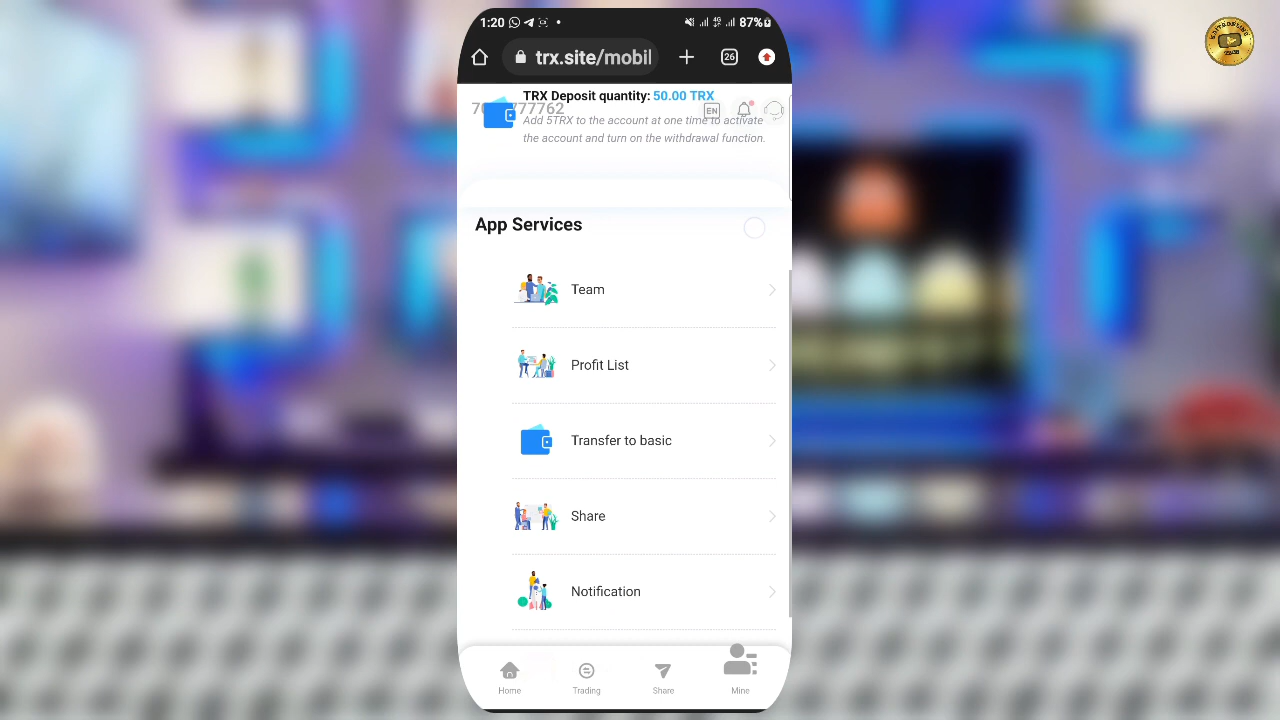 1:20
87%
trx.site/mobil
26
TRX Deposit quantity: 50.00 TRX
777762
EN
Add 5TRX to the account at one time to activate
the account and turn on the withdrawal function.
App Services
Team
Profit List
Transfer to basic
Share
Notification
Home
Trading
Share
Mine